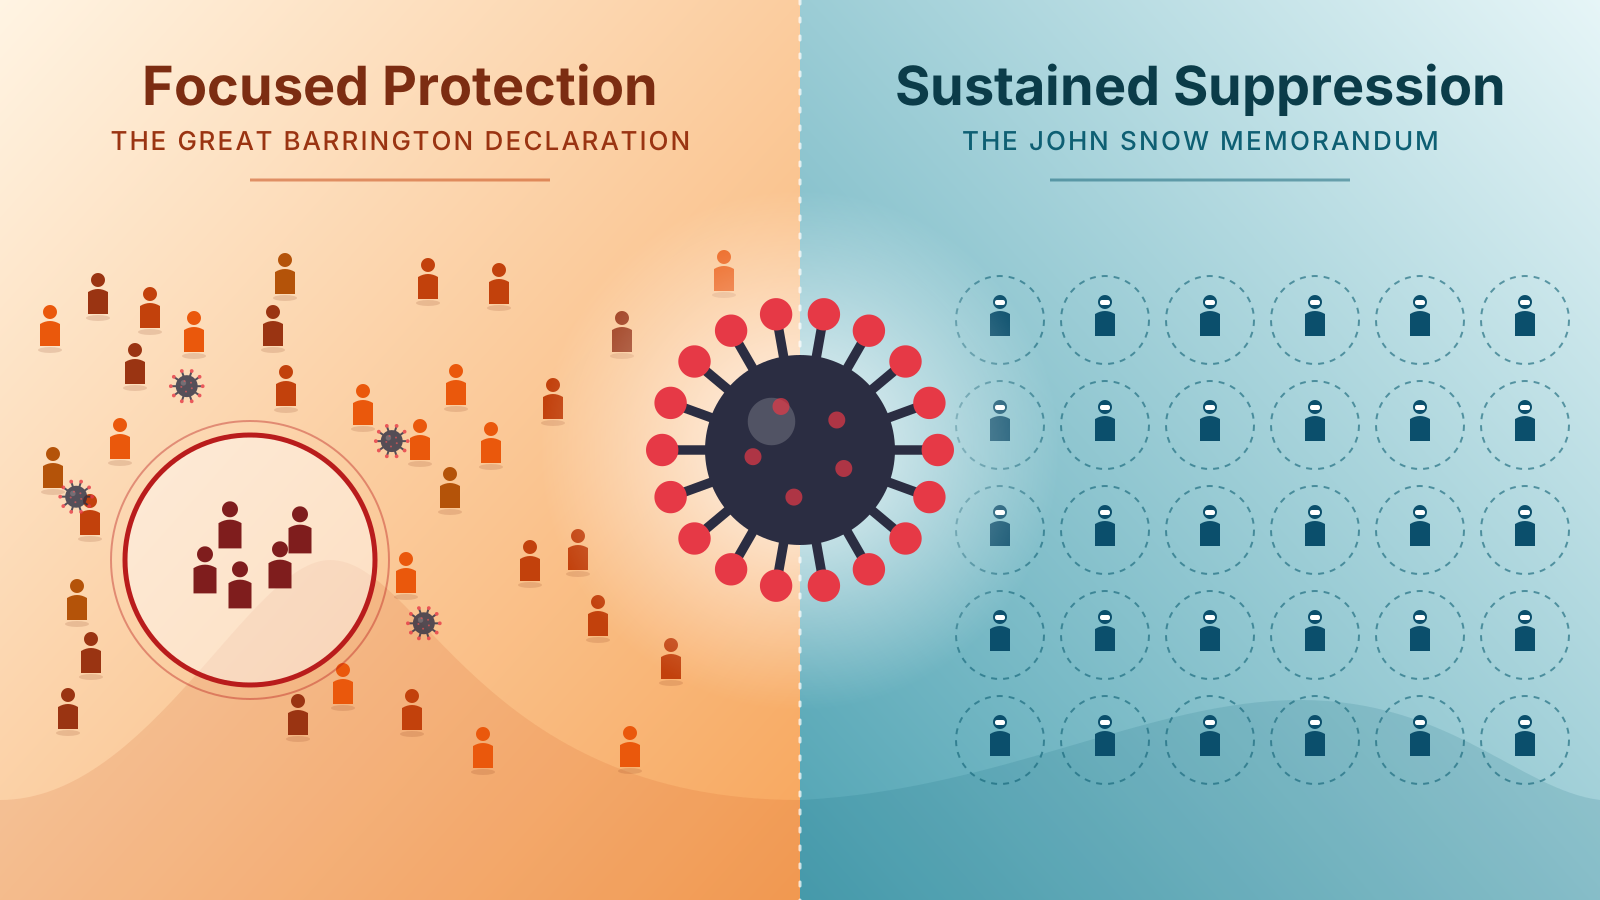 Focused Protection
THE GREAT BARRINGTON DECLARATION
Sustained Suppression
THE JOHN SNOW MEMORANDUM